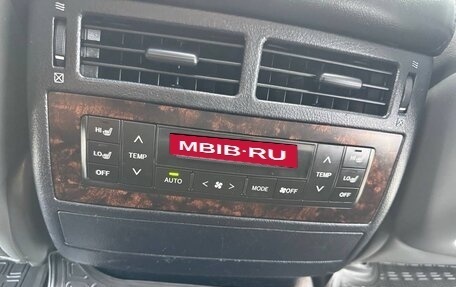 HI
TEMP
LO
OFF
MBIB·RU
AUTO
< >
MODE
OFF
TEMP
HI
LO
OFF